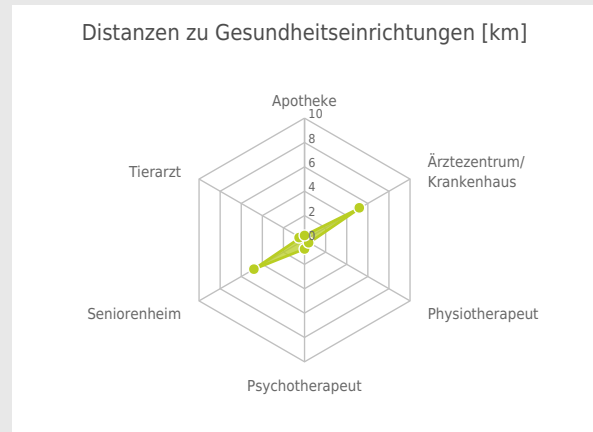 Distanzen zu Gesundheitseinrichtungen [km]
Apotheke
10
8
6
4
2
0
Tierarzt
Ärztezentrum/
Krankenhaus
Seniorenheim
Physiotherapeut
Psychotherapeut